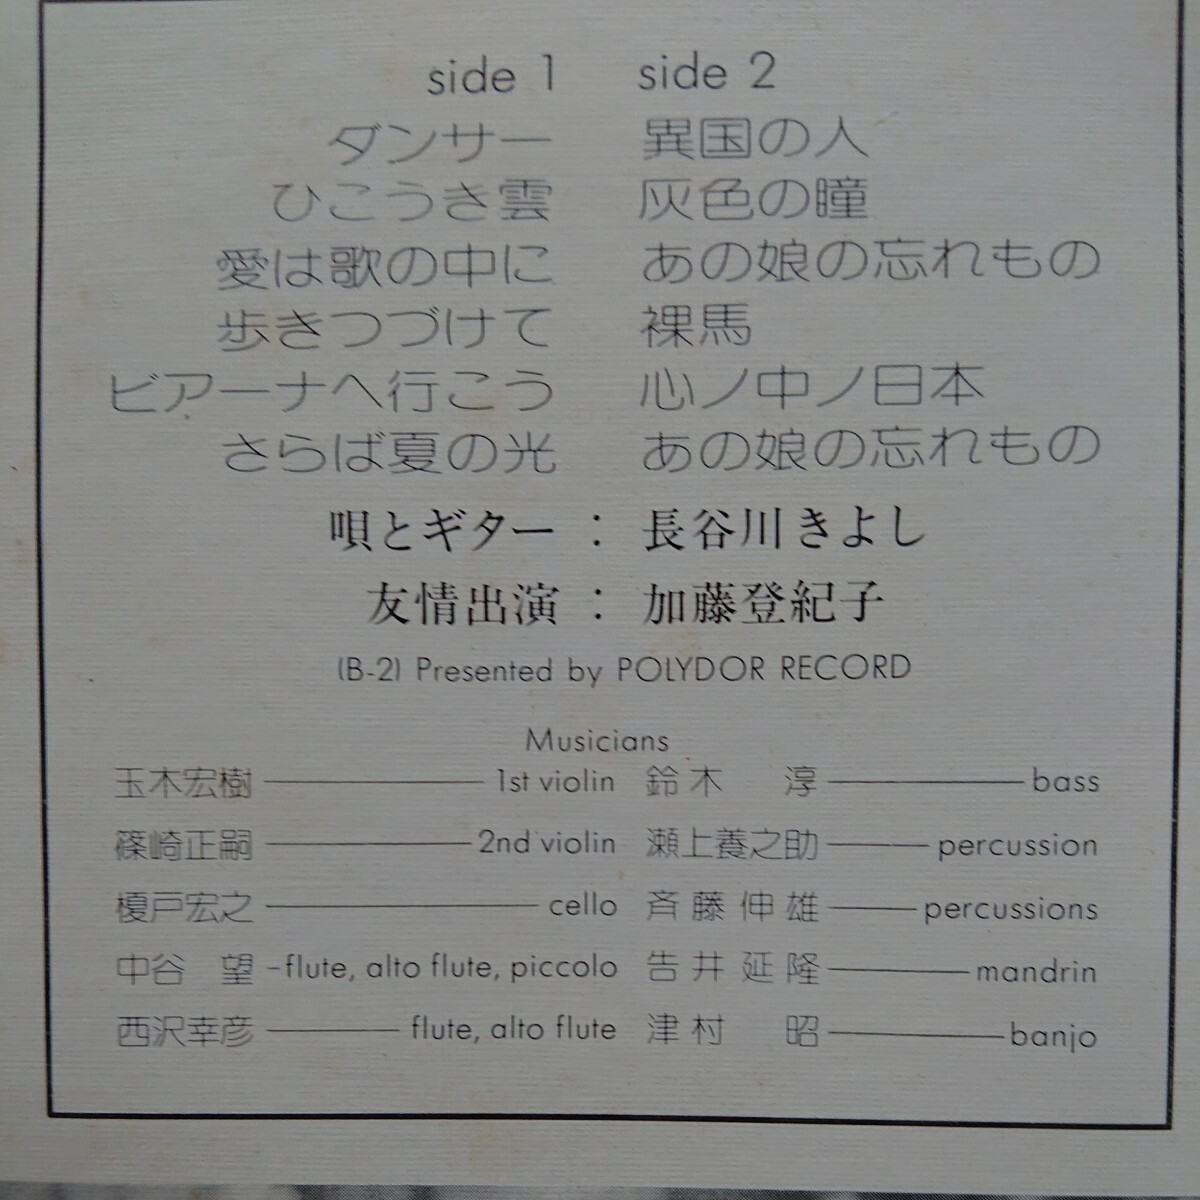 side 1 side 2
ダンサー 異国の人
ひこうき雲 灰色の瞳
愛は歌の中に あの娘の忘れもの
歩きつづけて 裸馬
ビアーナへ行こう 心ノ中ノ日本
さらば夏の光 あの娘の忘れもの
唄とギター : 長谷川きよし
友情出演 : 加藤登紀子
(B-2) Presented by POLYDOR RECORD
Musicians
玉木宏樹 1st violin 鈴木 淳 bass
篠崎正嗣 2nd violin 瀬上養之助 percussion
榎戸宏之 cello 斉藤伸雄 percussions
中谷 望 flute, alto flute, piccolo 告井延隆 mandrin
西沢幸彦 flute, alto flute 津村 昭 banjo